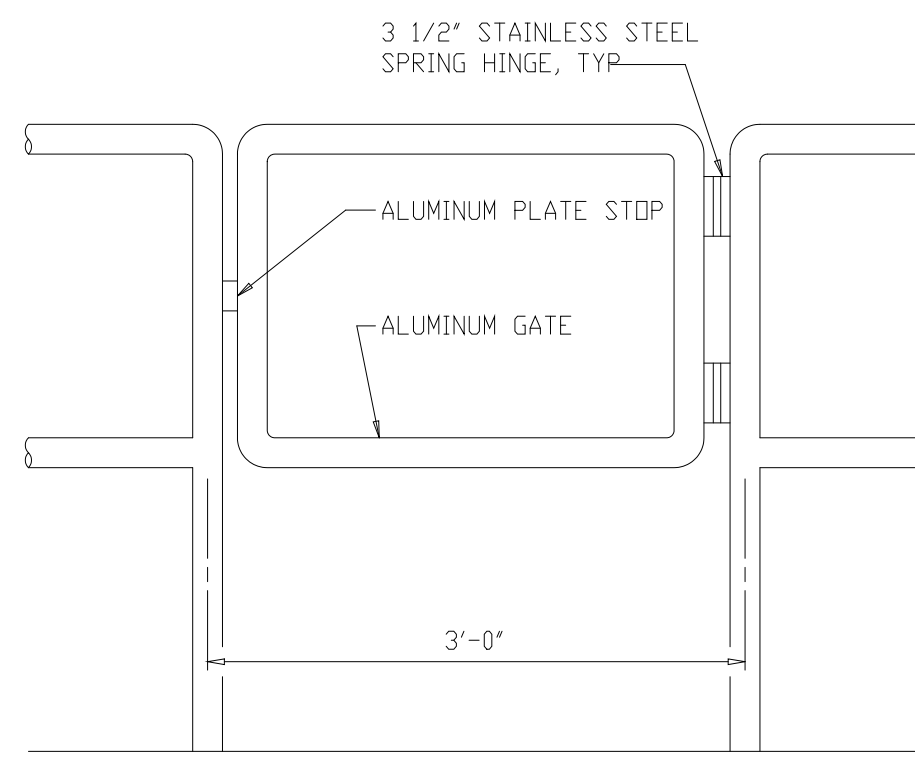 3 1/2" STAINLESS STEEL
SPRING HINGE, TYP
ALUMINUM PLATE STOP
ALUMINUM GATE
3'-0"